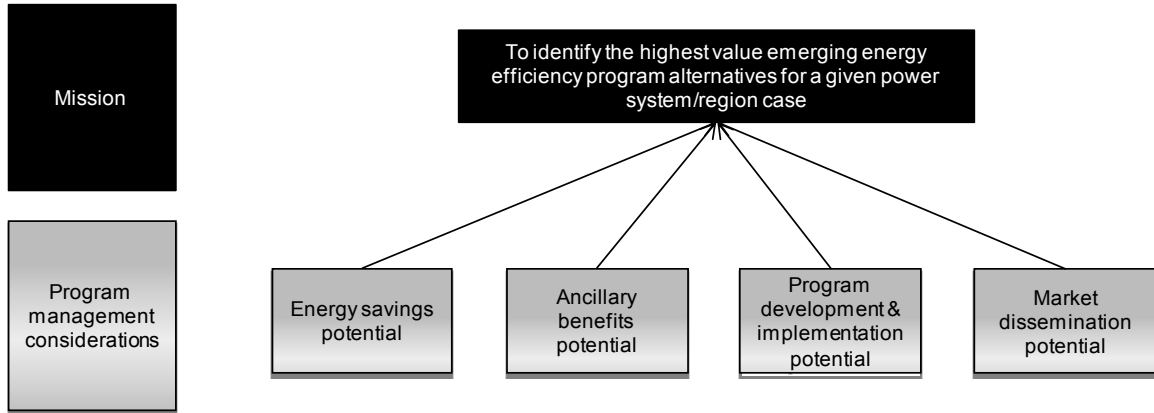 Mission
To identify the highest value emerging energy
efficiency program alternatives for a given power
system/region case
Program
management
considerations
Energy savings
potential
Ancillary
benefits
potential
Program
development &
implementation
potential
Market
dissemination
potential